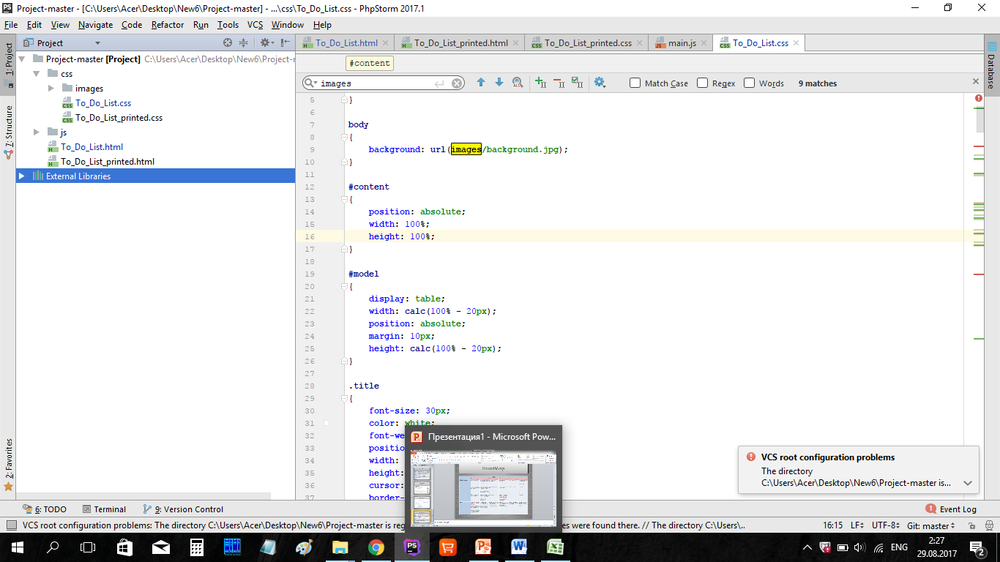 Project-master - [C:\Users\Acer\Desktop\New6\Project-master] - ...\css\To_Do_List.css - PhpStorm 2017.1
File Edit View Navigate Code Refactor Run Tools VCS Window Help
Project
To_Do_List.html
To_Do_List_printed.html
To_Do_List_printed.css
main.js
To_Do_List.css
1: Project
7: Structure
2: Favorites
Database
Project-master [Project] C:\Users\Acer\Desktop\New6\Project-r
css
images
To_Do_List.css
To_Do_List_printed.css
js
To_Do_List.html
To_Do_List_printed.html
External Libraries
#content
images
Match Case
Regex
Words
9 matches
5 }
6
7 body
8 {
9 background: url(images/background.jpg);
10 }
11
12 #content
13 {
14 position: absolute;
15 width: 100%;
16 height: 100%;
17 }
18
19 #model
20 {
21 display: table;
22 width: calc(100% - 20px);
23 position: absolute;
24 margin: 10px;
25 height: calc(100% - 20px);
26 }
27
28 .title
29 {
30 font-size: 30px;
31 color: white;
32 font-we
33 positio
34 width:
35 height:
36 cursor:
37 border-
Презентация1 - Microsoft Pow...
RoadMap
VCS root configuration problems
The directory
C:\Users\Acer\Desktop\New6\Project-master is...
6: TODO
Terminal
9: Version Control
1 Event Log
VCS root configuration problems: The directory C:\Users\Acer\Desktop\New6\Project-master is reg
es were found there. // The directory C:\Users\..
16:15 LF UTF-8 Git: master
ENG
2:27
29.08.2017
2